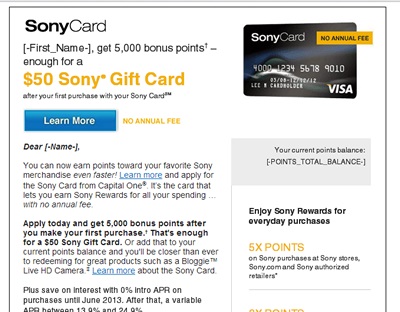 SonyCard
[-First_Name-], get 5,000 bonus points† –
enough for a
$50 Sony® Gift Card
after your first purchase with your Sony Card℠
Learn More
NO ANNUAL FEE
SonyCard
NO ANNUAL FEE
4000 1234 5678 9010
LEE M CARDHOLDER
VISA
Dear [-Name-],
You can now earn points toward your favorite Sony
merchandise even faster! Learn more and apply for
the Sony Card from Capital One®. It's the card that
lets you earn Sony Rewards for all your spending ...
with no annual fee.
Apply today and get 5,000 bonus points after
you make your first purchase.† That's enough
for a $50 Sony Gift Card. Or add that to your
current points balance and you'll be closer than ever
to redeeming for great products such as a Bloggie™
Live HD Camera.‡ Learn more about the Sony Card.
Plus save on interest with 0% intro APR on
purchases until June 2013. After that, a variable
APR between 13.9% and 24.9%
Your current points balance:
[-POINTS_TOTAL_BALANCE-]
Enjoy Sony Rewards for
everyday purchases
5X POINTS
on Sony purchases at Sony stores,
Sony.com and Sony authorized
retailers*